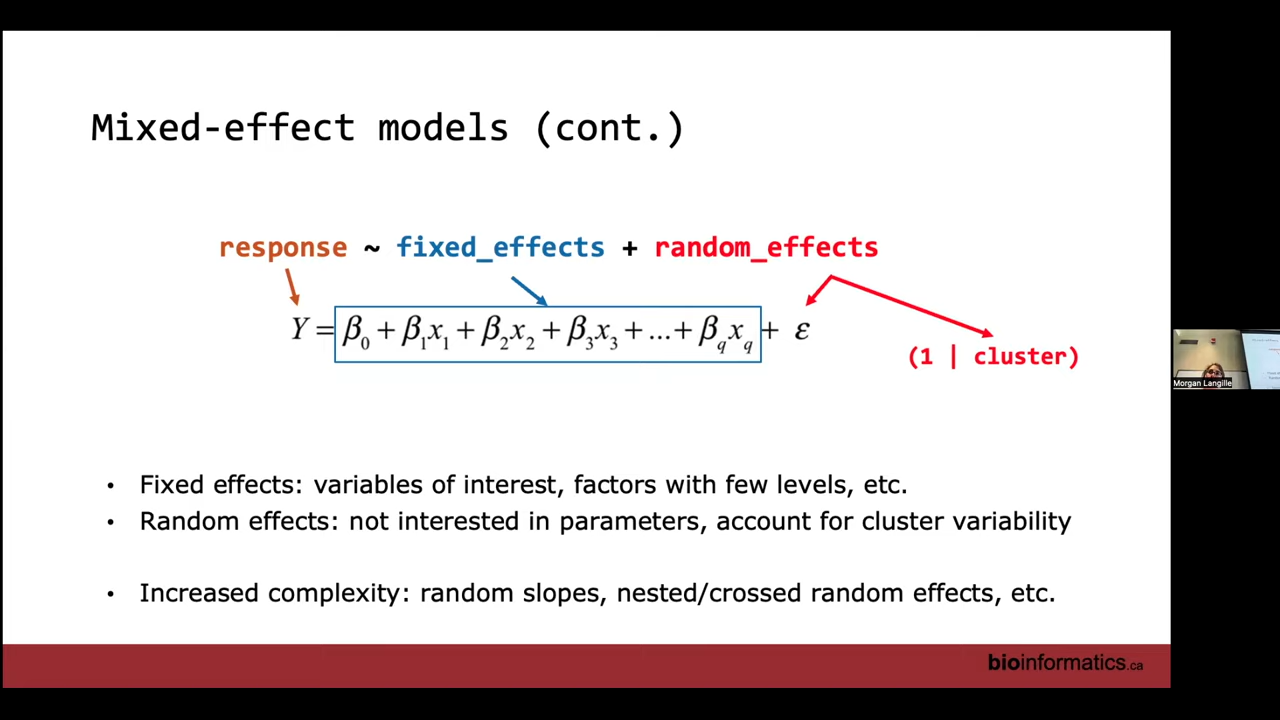 Mixed-effect models (cont.)
response ~ fixed_effects + random_effects
Y = β0 + β1x1 + β2x2 + β3x3 + ... + βqxq + ε
(1 | cluster)
• Fixed effects: variables of interest, factors with few levels, etc.
• Random effects: not interested in parameters, account for cluster variability
• Increased complexity: random slopes, nested/crossed random effects, etc.
bioinformatics.ca
Morgan Langille